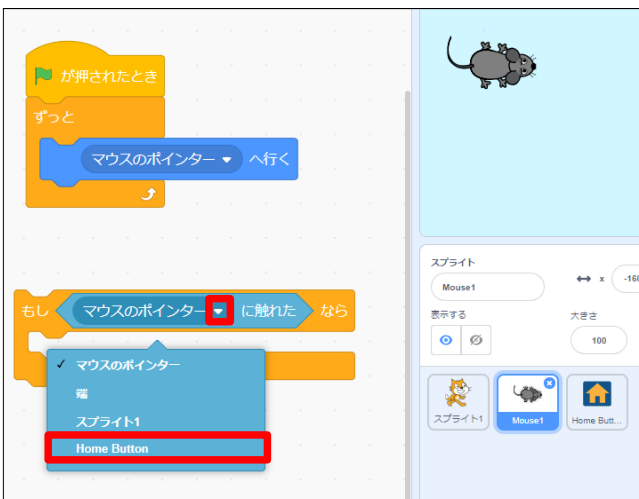 が押されたとき
ずっと
マウスのポインター へ行く
もし マウスのポインター に触れた なら
✓ マウスのポインター
端
スプライト1
Home Button
スプライト
Mouse1
x -160
表示する
大きさ
100
スプライト1
Mouse1
Home Butt...